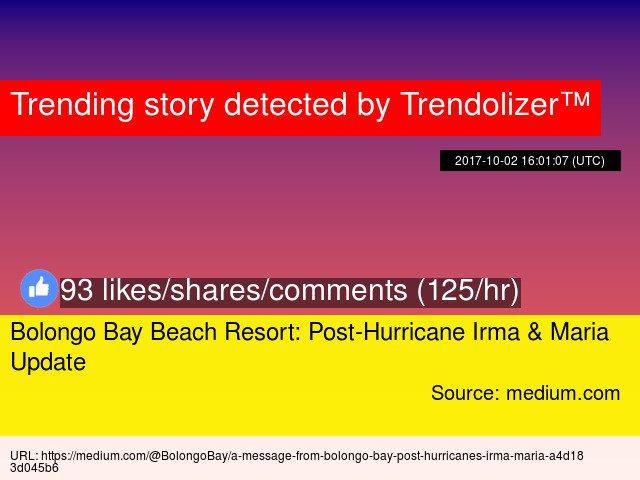 Trending story detected by Trendolizer™
2017-10-02 16:01:07 (UTC)
93 likes/shares/comments (125/hr)
Bolongo Bay Beach Resort: Post-Hurricane Irma & Maria
Update
Source: medium.com
URL: https://medium.com/@BolongoBay/a-message-from-bolongo-bay-post-hurricanes-irma-maria-a4d18
3d045b6